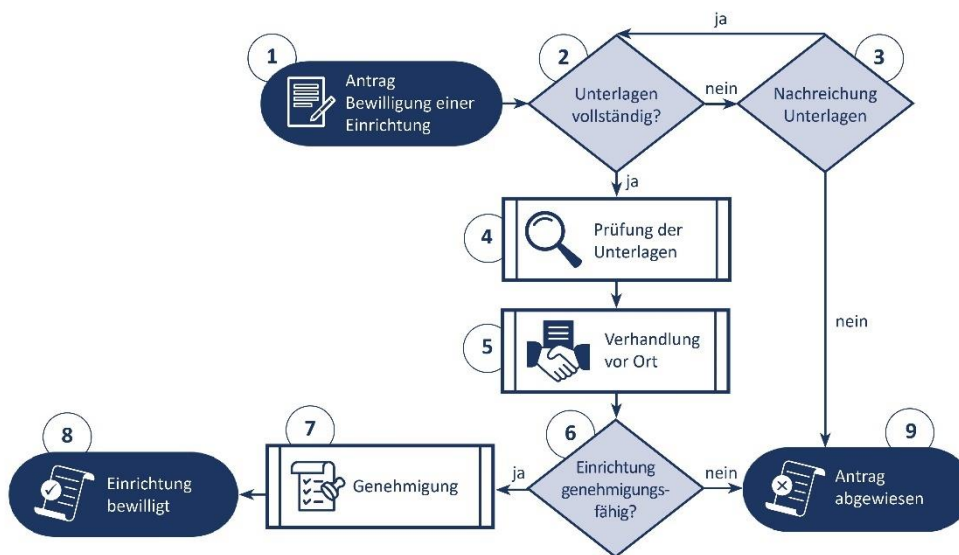 1
Antrag
Bewilligung einer
Einrichtung
2
Unterlagen
vollständig?
ja
nein
3
Nachreichung
Unterlagen
ja
4
Prüfung der
Unterlagen
nein
5
Verhandlung
vor Ort
6
Einrichtung
genehmigungs-
fähig?
ja
nein
7
Genehmigung
8
Einrichtung
bewilligt
9
Antrag
abgewiesen